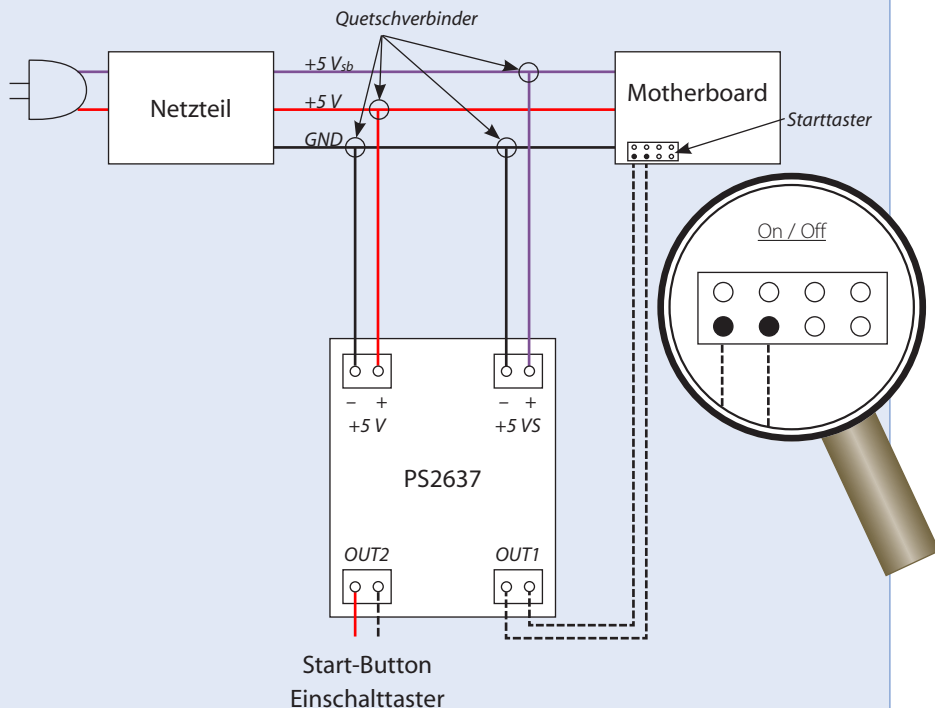 Quetschverbinder
+5 Vsb
Netzteil
+5 V
GND
Motherboard
Starttaster
On / Off
– +
+5 V
– +
+5 VS
PS2637
OUT2
OUT1
Start-Button
Einschalttaster